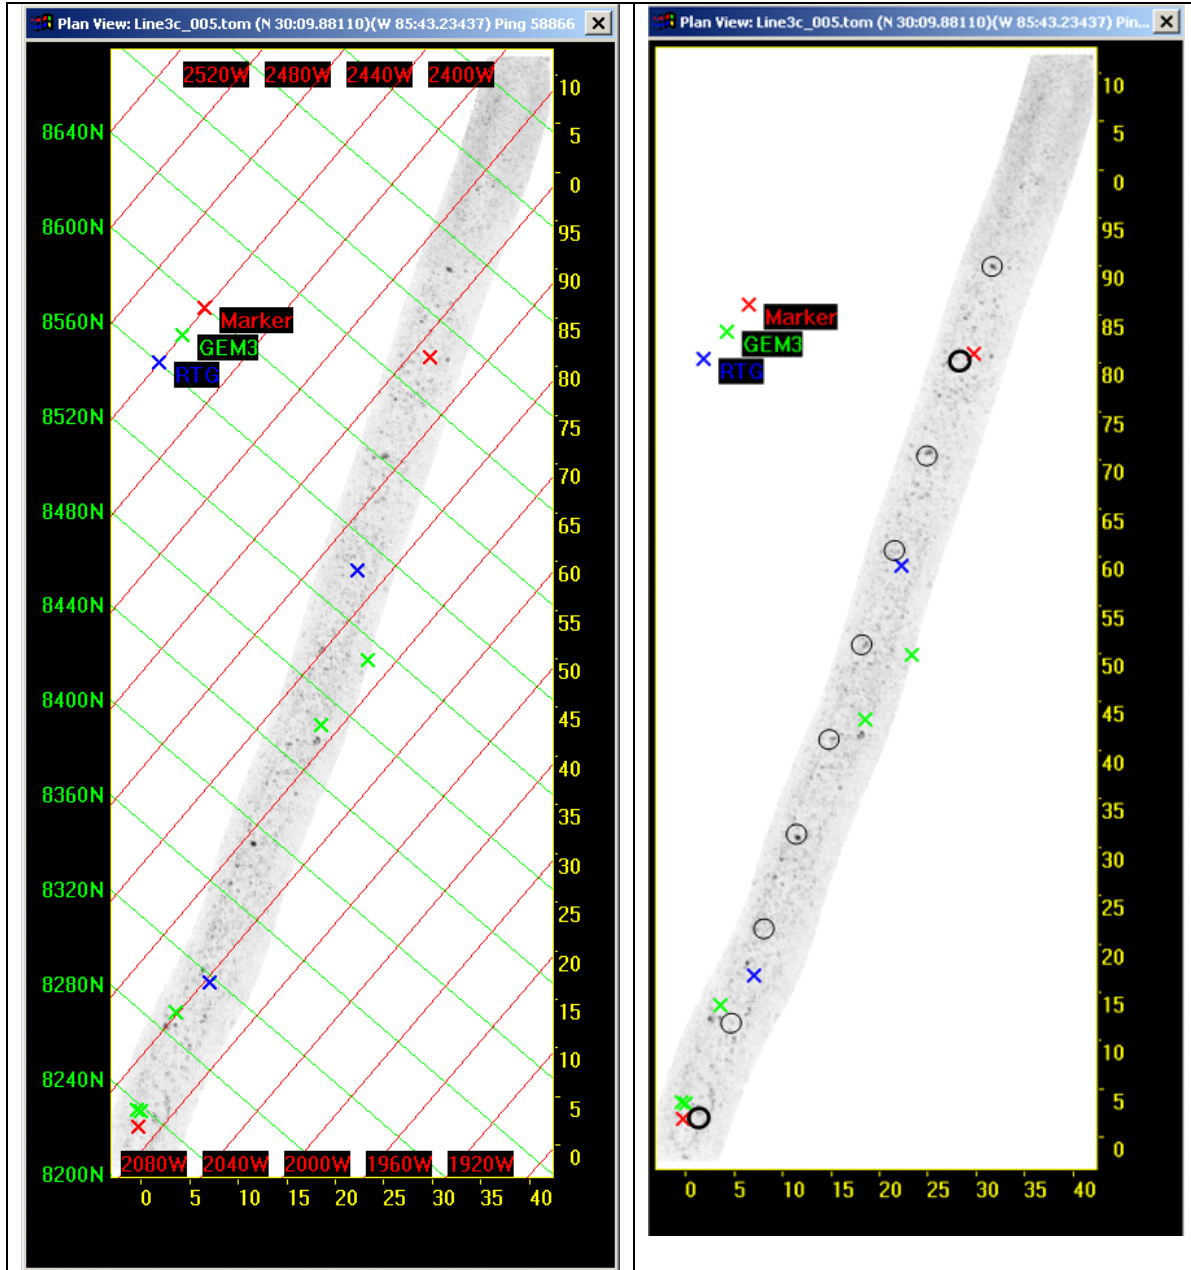 Plan View: Line3c_005.tom (N 30:09.88110)(W 85:43.23437) Ping 58866
2520W 2480W 2440W 2400W
8640N
8600N
8560N
8520N
8480N
8440N
8400N
8360N
8320N
8280N
8240N
8200N
Marker
GEM3
RTG
10
5
0
95
90
85
80
75
70
65
60
55
50
45
40
35
30
25
20
15
10
5
0
2080W 2040W 2000W 1960W 1920W
0 5 10 15 20 25 30 35 40
Plan View: Line3c_005.tom (N 30:09.88110)(W 85:43.23437) Pin...
Marker
GEM3
RTG
10
5
0
95
90
85
80
75
70
65
60
55
50
45
40
35
30
25
20
15
10
5
0
0 5 10 15 20 25 30 35 40